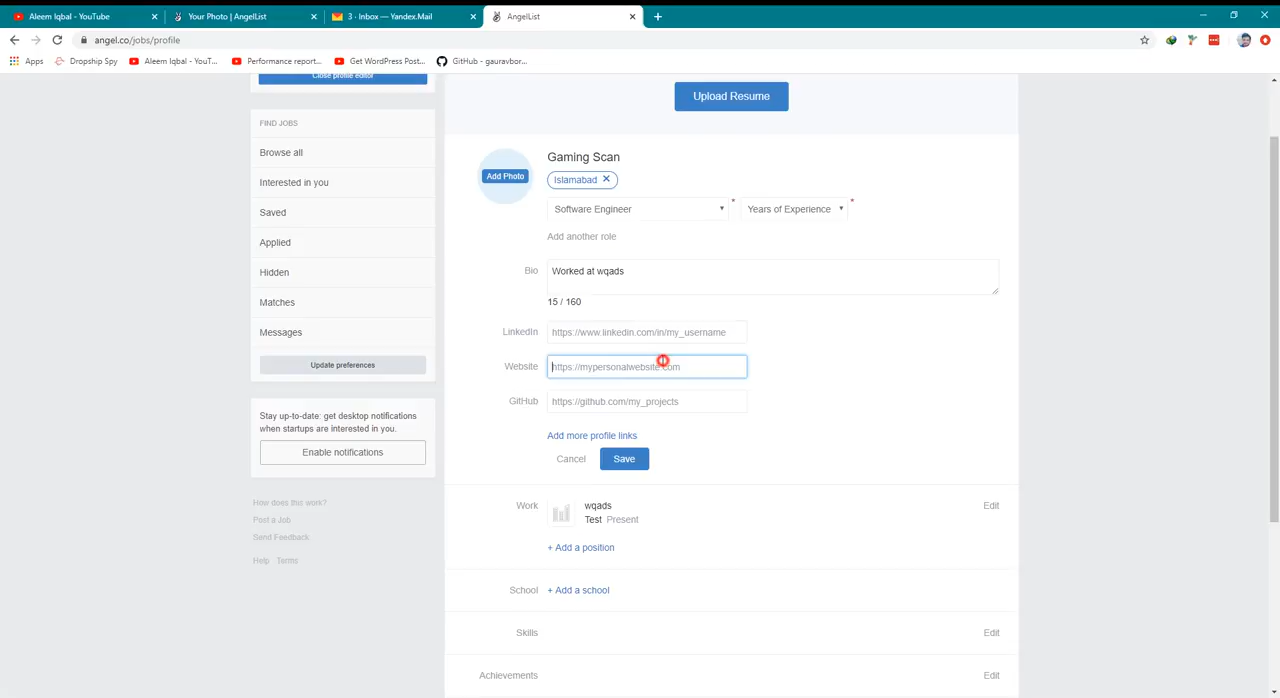 Aleem Iqbal - YouTube
Your Photo | AngelList
3 · Inbox — Yandex.Mail
AngelList
angel.co/jobs/profile
Apps
Dropship Spy
Aleem Iqbal - YouT...
Performance report...
Get WordPress Post...
GitHub - gauravbor...
Close profile editor
FIND JOBS
Browse all
Interested in you
Saved
Applied
Hidden
Matches
Messages
Update preferences
Stay up-to-date: get desktop notifications
when startups are interested in you.
Enable notifications
How does this work?
Post a Job
Send Feedback
Help Terms
Upload Resume
Add Photo
Gaming Scan
Islamabad ✕
Software Engineer * Years of Experience *
Add another role
Bio Worked at wqads
15 / 160
LinkedIn https://www.linkedin.com/in/my_username
Website https://mypersonalwebsite.com
GitHub https://github.com/my_projects
Add more profile links
Cancel Save
Work wqads Edit
Test Present
+ Add a position
School + Add a school
Skills Edit
Achievements Edit